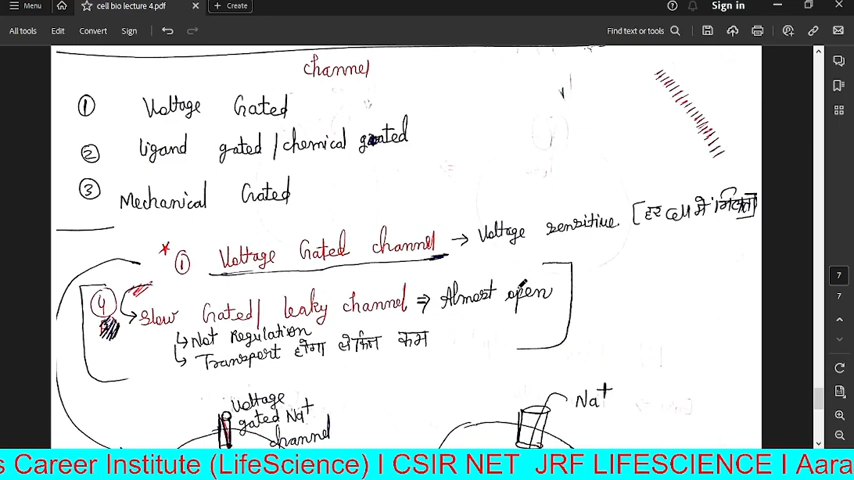 Menu
cell bio lecture 4.pdf
+ Create
Sign in
All tools Edit Convert Sign
Find text or tools
channel
① Voltage Gated
② ligand gated/chemical gated
③ Mechanical Gated
* ① Voltage Gated channel → Voltage sensitive [हर cell में मिलता]
④ → Slow Gated/ leaky channel ⇒ Almost open
↳ Not Regulation
↳ Transport होगा लेकिन कम
Voltage
gated Na+
channel
Na+
7
7
s Career Institute (LifeScience) I CSIR NET JRF LIFESCIENCE I Aara